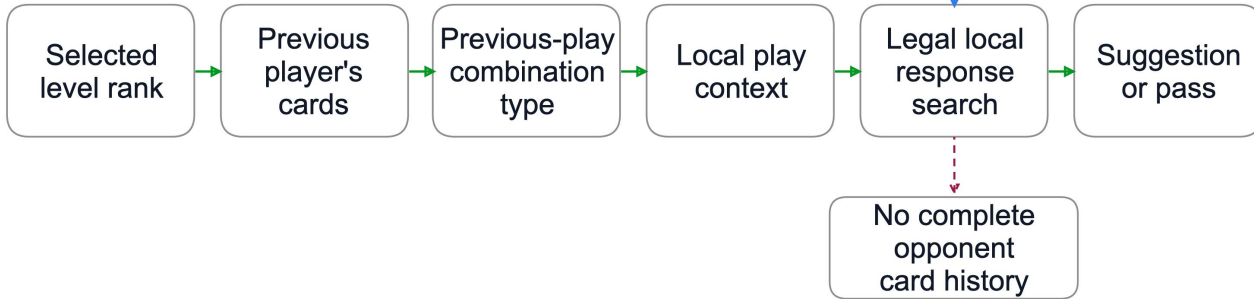 Selected
level rank
Previous
player's
cards
Previous-play
combination
type
Local play
context
Legal local
response
search
Suggestion
or pass
No complete
opponent
card history